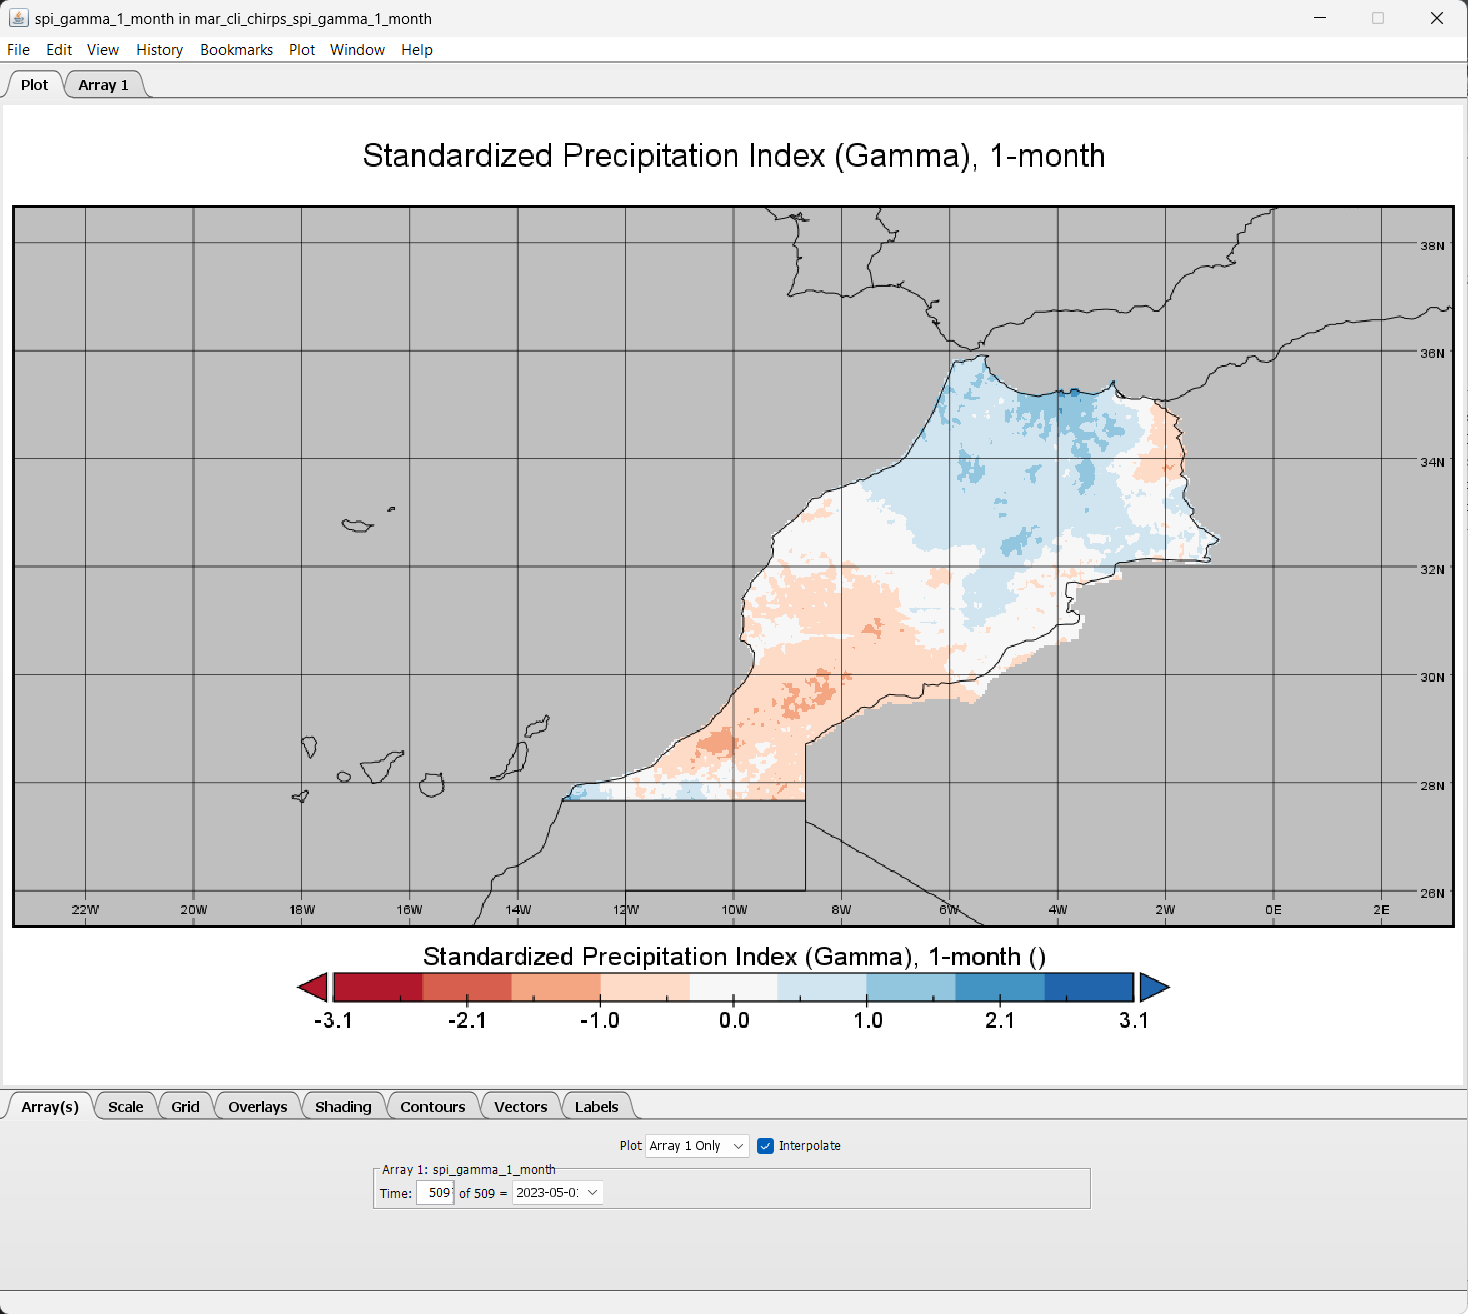 spi_gamma_1_month in mar_cli_chirps_spi_gamma_1_month
File Edit View History Bookmarks Plot Window Help
Plot Array 1
Standardized Precipitation Index (Gamma), 1-month
38N
36N
34N
32N
30N
28N
26N
22W 20W 18W 16W 14W 12W 10W 8W 6W 4W 2W 0E 2E
Standardized Precipitation Index (Gamma), 1-month ()
-3.1 -2.1 -1.0 0.0 1.0 2.1 3.1
Array(s) Scale Grid Overlays Shading Contours Vectors Labels
Plot Array 1 Only Interpolate
Array 1: spi_gamma_1_month
Time: 509 of 509 = 2023-05-01